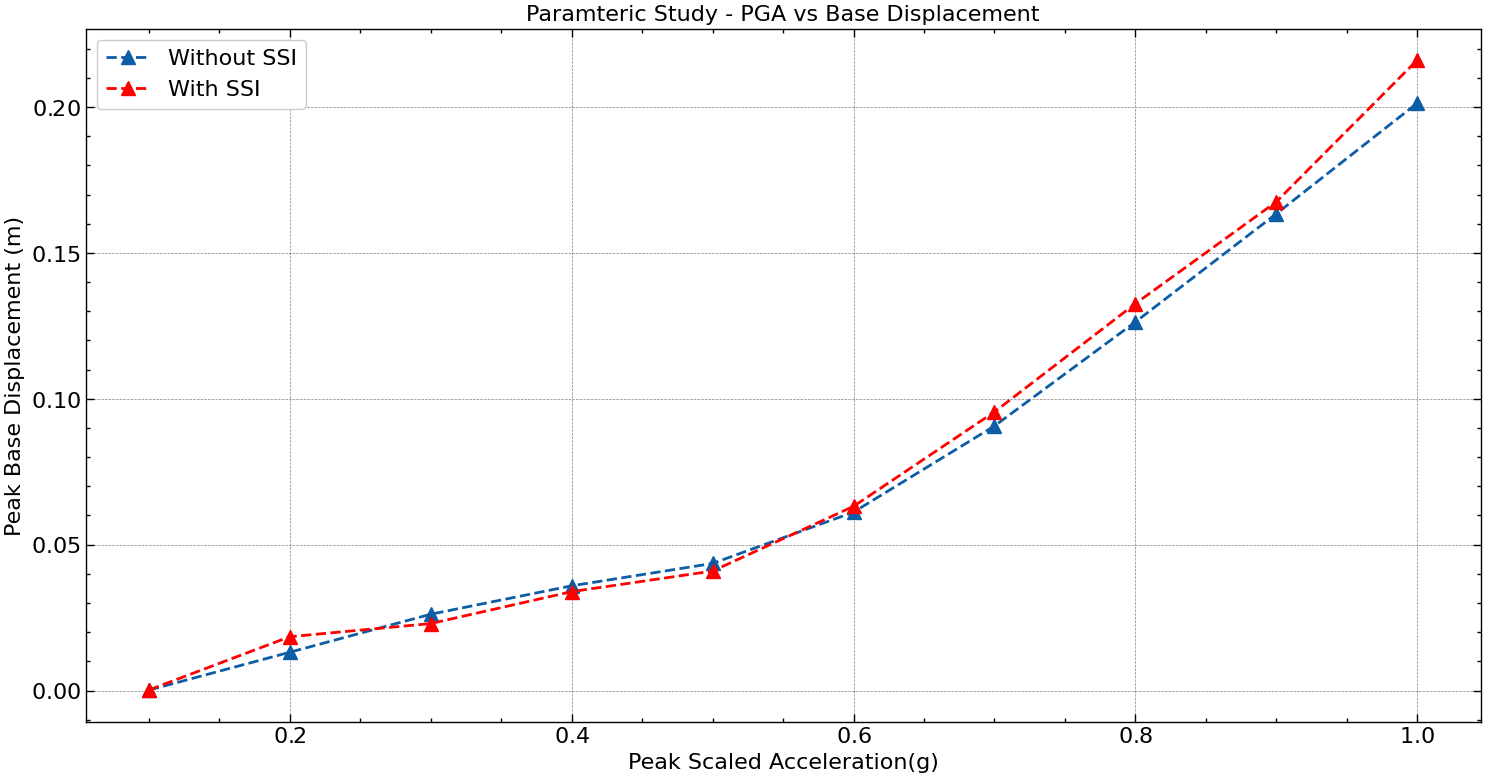 Paramteric Study - PGA vs Base Displacement
Without SSI
With SSI
0.20
0.15
0.10
0.05
0.00
Peak Base Displacement (m)
0.2
0.4
0.6
0.8
1.0
Peak Scaled Acceleration(g)